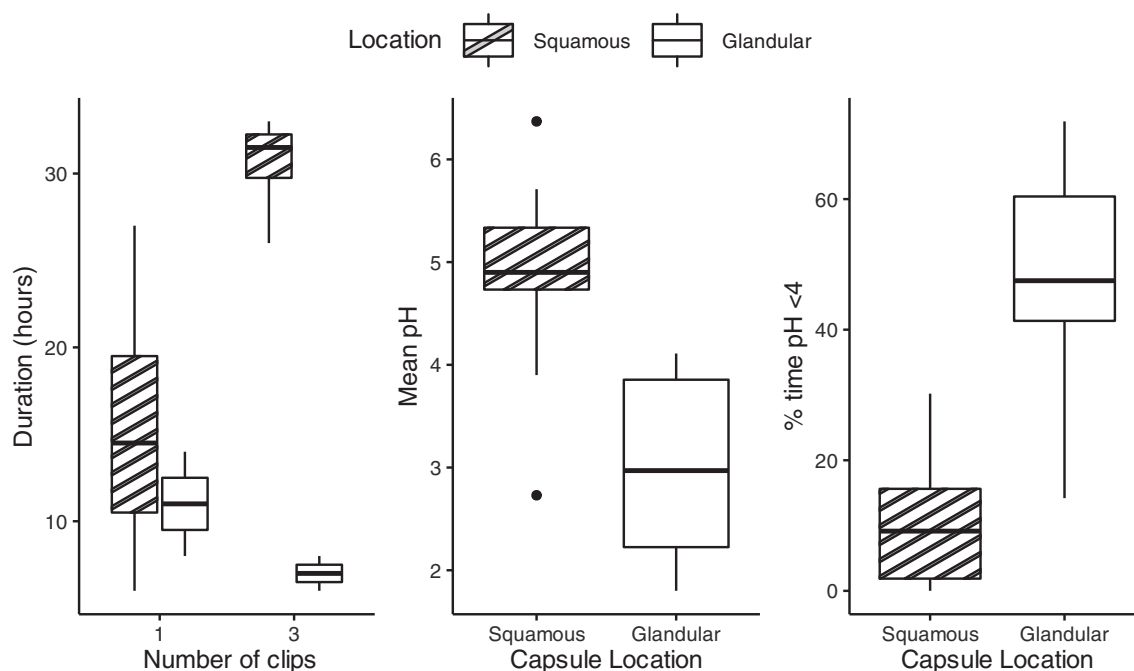 Location Squamous Glandular
Duration (hours)
30
20
10
1 3
Number of clips
Mean pH
6
5
4
3
2
Squamous Glandular
Capsule Location
% time pH <4
60
40
20
0
Squamous Glandular
Capsule Location